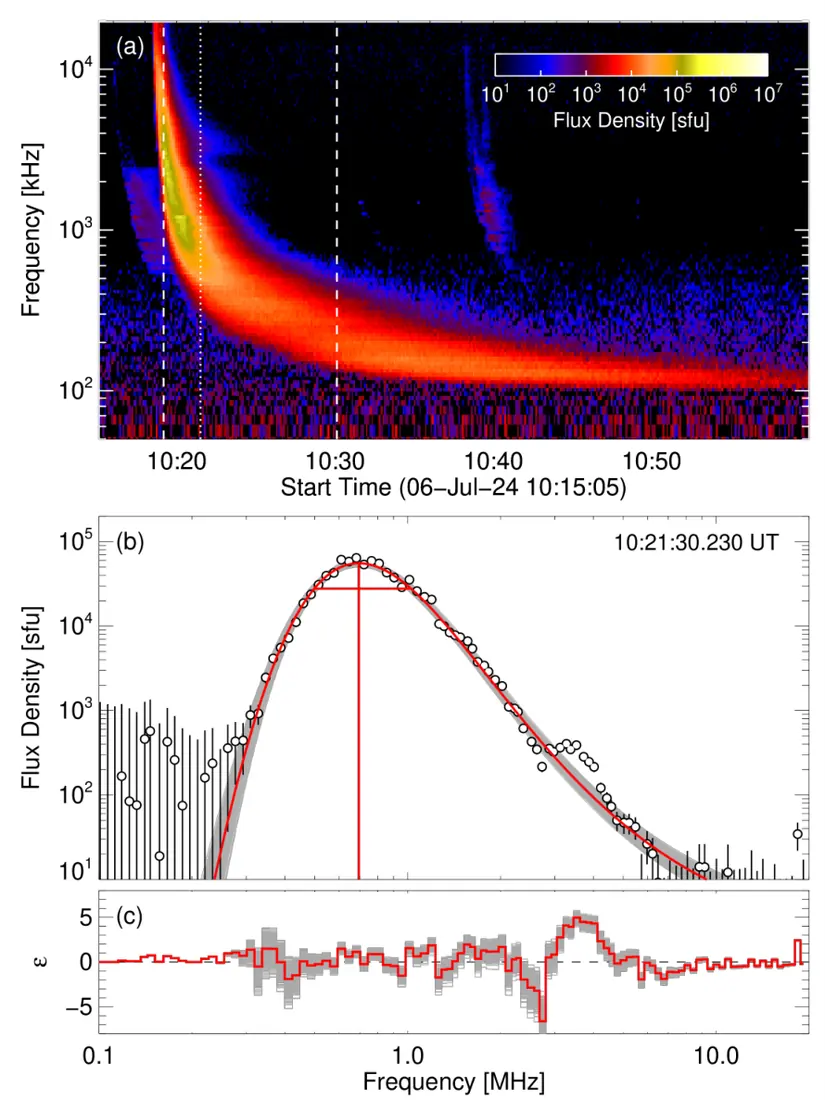 (a)
10⁴
10³
10²
Frequency [kHz]
10¹ 10² 10³ 10⁴ 10⁵ 10⁶ 10⁷
Flux Density [sfu]
10:20 10:30 10:40 10:50
Start Time (06−Jul−24 10:15:05)
(b)
10:21:30.230 UT
10⁵
10⁴
10³
10²
10¹
Flux Density [sfu]
(c)
5
0
−5
ε
0.1 1.0 10.0
Frequency [MHz]